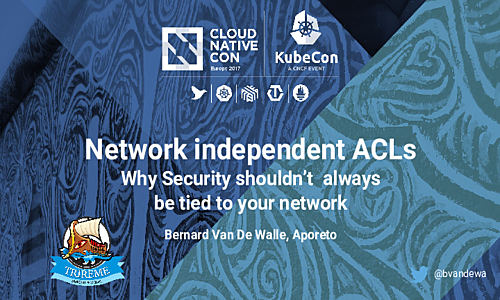 CLOUD
NATIVE
CON
Europe 2017
KubeCon
A CNCF EVENT
Network independent ACLs
Why Security shouldn't  always
be tied to your network
Bernard Van De Walle, Aporeto
TRIREME
@bvandewa